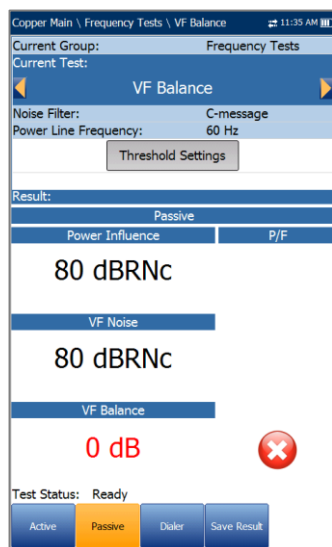 Copper Main \ Frequency Tests \ VF Balance 11:35 AM
Current Group: Frequency Tests
Current Test:
VF Balance
Noise Filter: C-message
Power Line Frequency: 60 Hz
Threshold Settings
Result:
Passive
Power Influence P/F
80 dBRNc
VF Noise
80 dBRNc
VF Balance
0 dB
Test Status: Ready
Active Passive Dialer Save Result